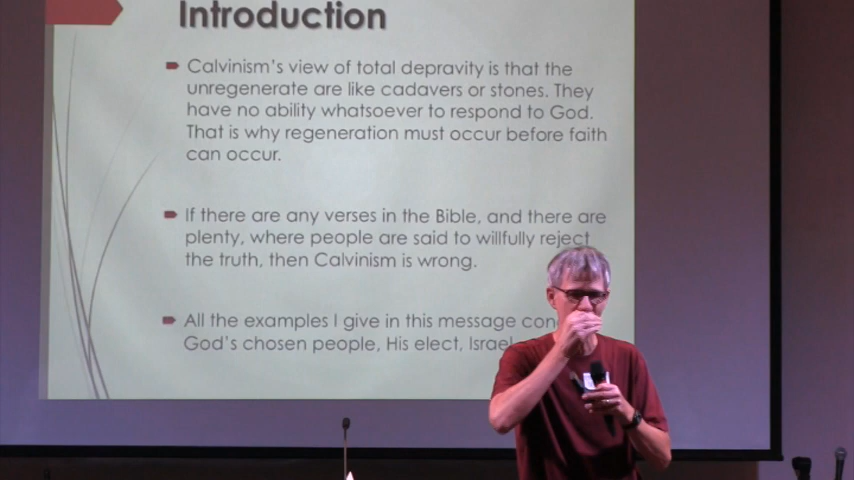 Introduction
Calvinism's view of total depravity is that the
unregenerate are like cadavers or stones. They
have no ability whatsoever to respond to God.
That is why regeneration must occur before faith
can occur.
If there are any verses in the Bible, and there are
plenty, where people are said to willfully reject
the truth, then Calvinism is wrong.
All the examples I give in this message
God's chosen people, His elect, Israel